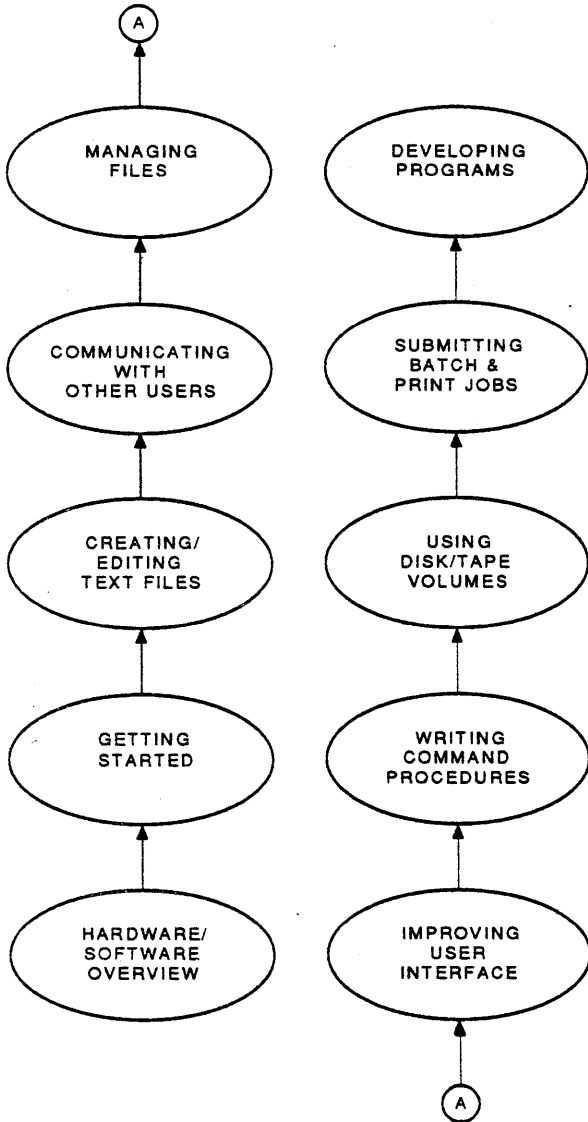 A
MANAGING
FILES
COMMUNICATING
WITH
OTHER USERS
CREATING/
EDITING
TEXT FILES
GETTING
STARTED
HARDWARE/
SOFTWARE
OVERVIEW
DEVELOPING
PROGRAMS
SUBMITTING
BATCH &
PRINT JOBS
USING
DISK/TAPE
VOLUMES
WRITING
COMMAND
PROCEDURES
IMPROVING
USER
INTERFACE
A